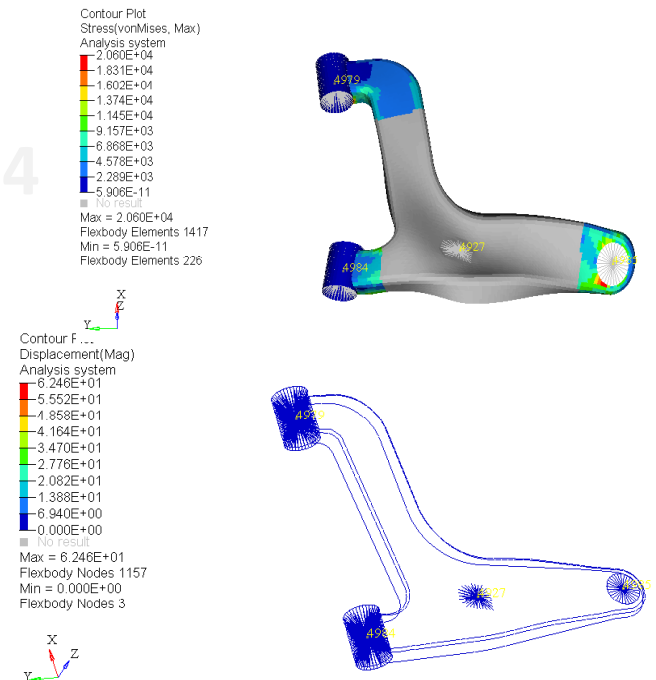 Contour Plot
Stress(vonMises, Max)
Analysis system
2.060E+04
1.831E+04
1.602E+04
1.374E+04
1.145E+04
9.157E+03
6.868E+03
4.578E+03
2.289E+03
5.906E-11
No result
Max = 2.060E+04
Flexbody Elements 1417
Min = 5.906E-11
Flexbody Elements 226
4979
4927
4984
4
X
Z
Y
Contour
Displacement(Mag)
Analysis system
6.246E+01
5.552E+01
4.858E+01
4.164E+01
3.470E+01
2.776E+01
2.082E+01
1.388E+01
6.940E+00
0.000E+00
No result
Max = 6.246E+01
Flexbody Nodes 1157
Min = 0.000E+00
Flexbody Nodes 3
4927
4984
X
Z
Y